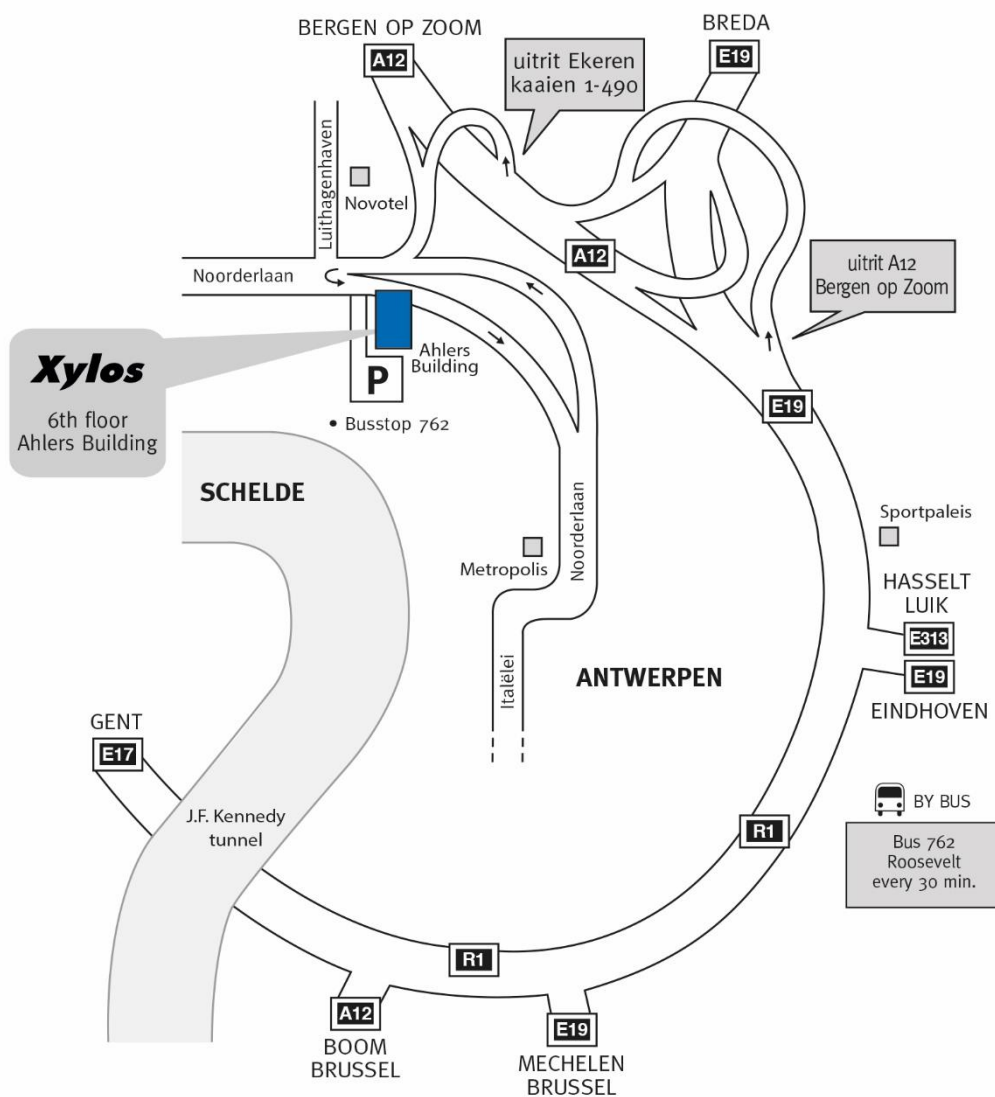 BERGEN OP ZOOM
A12
uitrit Ekeren
kaaien 1-490
BREDA
E19
Luithagenhaven
Novotel
Noorderlaan
A12
uitrit A12
Bergen op Zoom
Xylos
6th floor
Ahlers Building
Ahlers
Building
P
• Busstop 762
E19
SCHELDE
Sportpaleis
Metropolis
Noorderlaan
HASSELT
LUIK
E313
E19
EINDHOVEN
Italëlei
ANTWERPEN
GENT
E17
J.F. Kennedy
tunnel
BY BUS
Bus 762
Roosevelt
every 30 min.
R1
R1
A12
BOOM
BRUSSEL
E19
MECHELEN
BRUSSEL